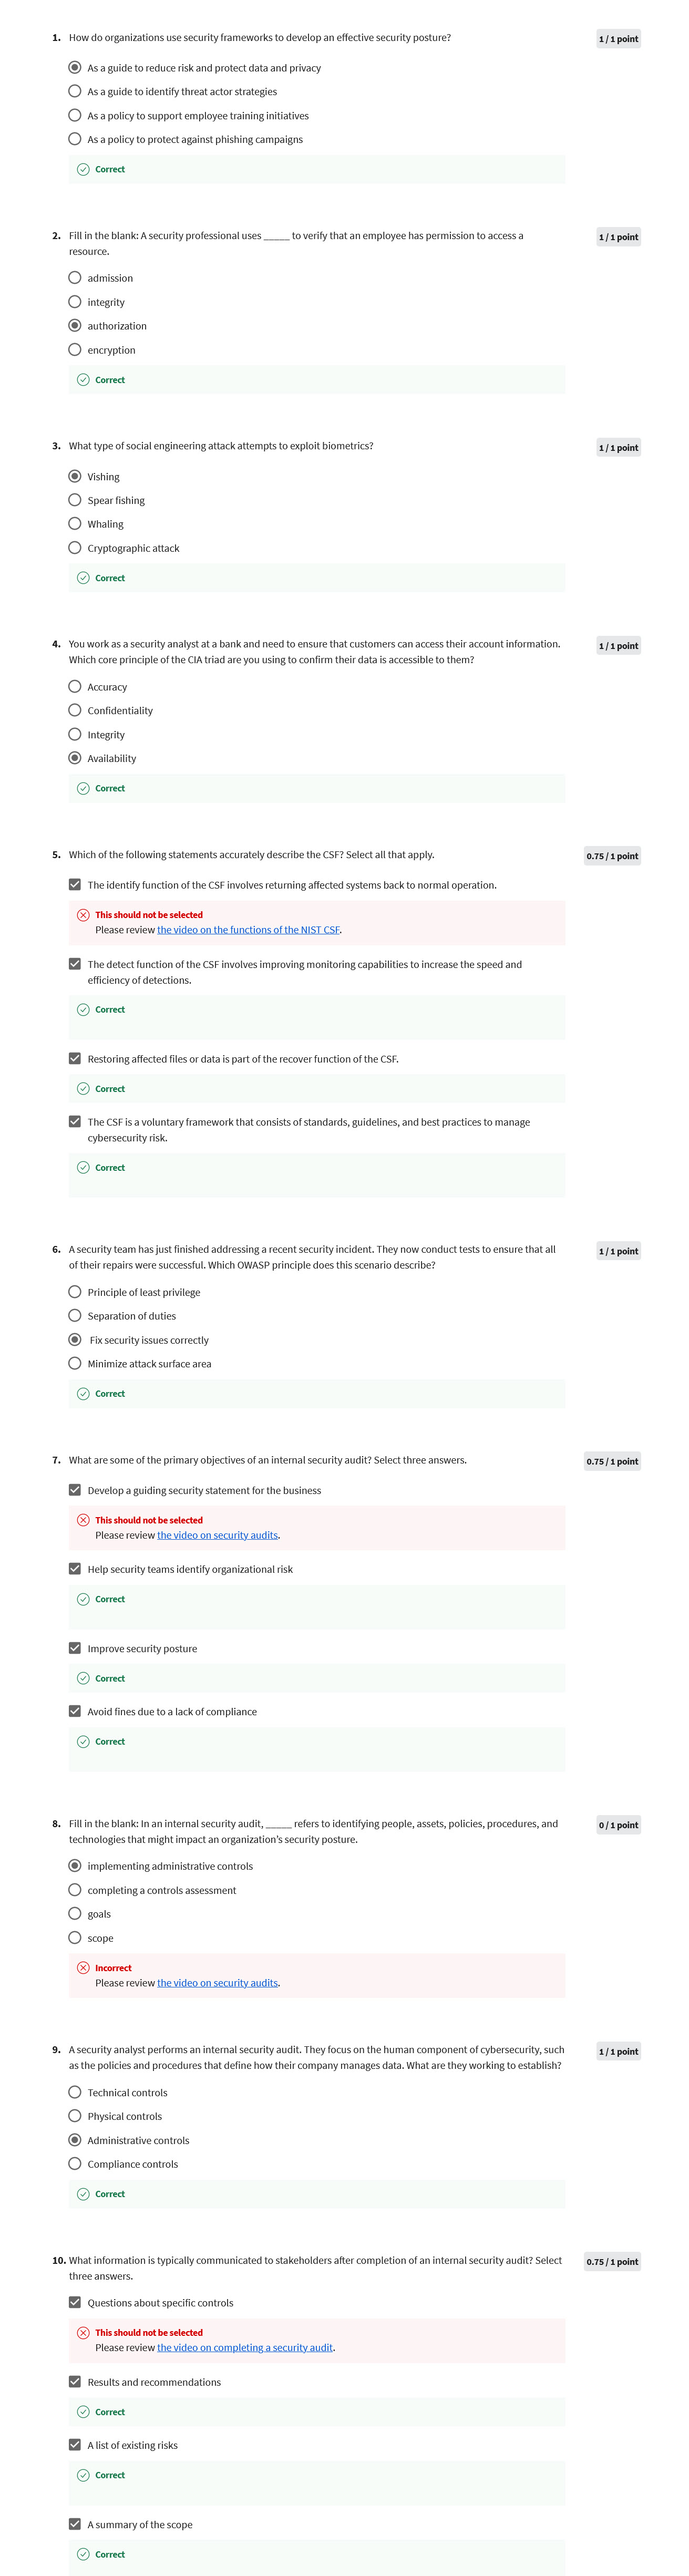 1. How do organizations use security frameworks to develop an effective security posture?
1 / 1 point
As a guide to reduce risk and protect data and privacy
As a guide to identify threat actor strategies
As a policy to support employee training initiatives
As a policy to protect against phishing campaigns
Correct
2. Fill in the blank: A security professional uses _____ to verify that an employee has permission to access a
resource.
1 / 1 point
admission
integrity
authorization
encryption
Correct
3. What type of social engineering attack attempts to exploit biometrics?
1 / 1 point
Vishing
Spear fishing
Whaling
Cryptographic attack
Correct
4. You work as a security analyst at a bank and need to ensure that customers can access their account information.
Which core principle of the CIA triad are you using to confirm their data is accessible to them?
1 / 1 point
Accuracy
Confidentiality
Integrity
Availability
Correct
5. Which of the following statements accurately describe the CSF? Select all that apply.
0.75 / 1 point
The identify function of the CSF involves returning affected systems back to normal operation.
This should not be selected
Please review the video on the functions of the NIST CSF.
The detect function of the CSF involves improving monitoring capabilities to increase the speed and
efficiency of detections.
Correct
Restoring affected files or data is part of the recover function of the CSF.
Correct
The CSF is a voluntary framework that consists of standards, guidelines, and best practices to manage
cybersecurity risk.
Correct
6. A security team has just finished addressing a recent security incident. They now conduct tests to ensure that all
of their repairs were successful. Which OWASP principle does this scenario describe?
1 / 1 point
Principle of least privilege
Separation of duties
Fix security issues correctly
Minimize attack surface area
Correct
7. What are some of the primary objectives of an internal security audit? Select three answers.
0.75 / 1 point
Develop a guiding security statement for the business
This should not be selected
Please review the video on security audits.
Help security teams identify organizational risk
Correct
Improve security posture
Correct
Avoid fines due to a lack of compliance
Correct
8. Fill in the blank: In an internal security audit, _____ refers to identifying people, assets, policies, procedures, and
technologies that might impact an organization's security posture.
0 / 1 point
implementing administrative controls
completing a controls assessment
goals
scope
Incorrect
Please review the video on security audits.
9. A security analyst performs an internal security audit. They focus on the human component of cybersecurity, such
as the policies and procedures that define how their company manages data. What are they working to establish?
1 / 1 point
Technical controls
Physical controls
Administrative controls
Compliance controls
Correct
10. What information is typically communicated to stakeholders after completion of an internal security audit? Select
three answers.
0.75 / 1 point
Questions about specific controls
This should not be selected
Please review the video on completing a security audit.
Results and recommendations
Correct
A list of existing risks
Correct
A summary of the scope
Correct